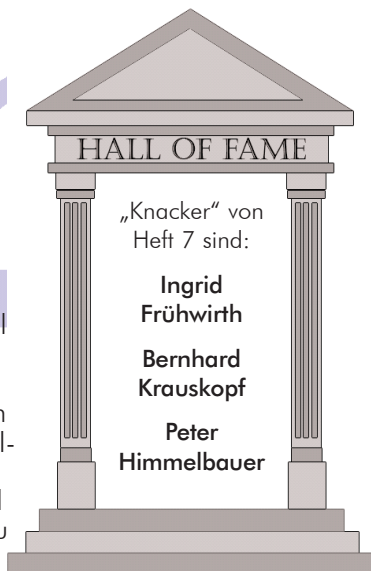 HALL OF FAME
„Knacker“ von
Heft 7 sind:
Ingrid
Frühwirth
Bernhard
Krauskopf
Peter
Himmelbauer
l
n
l-
l
u